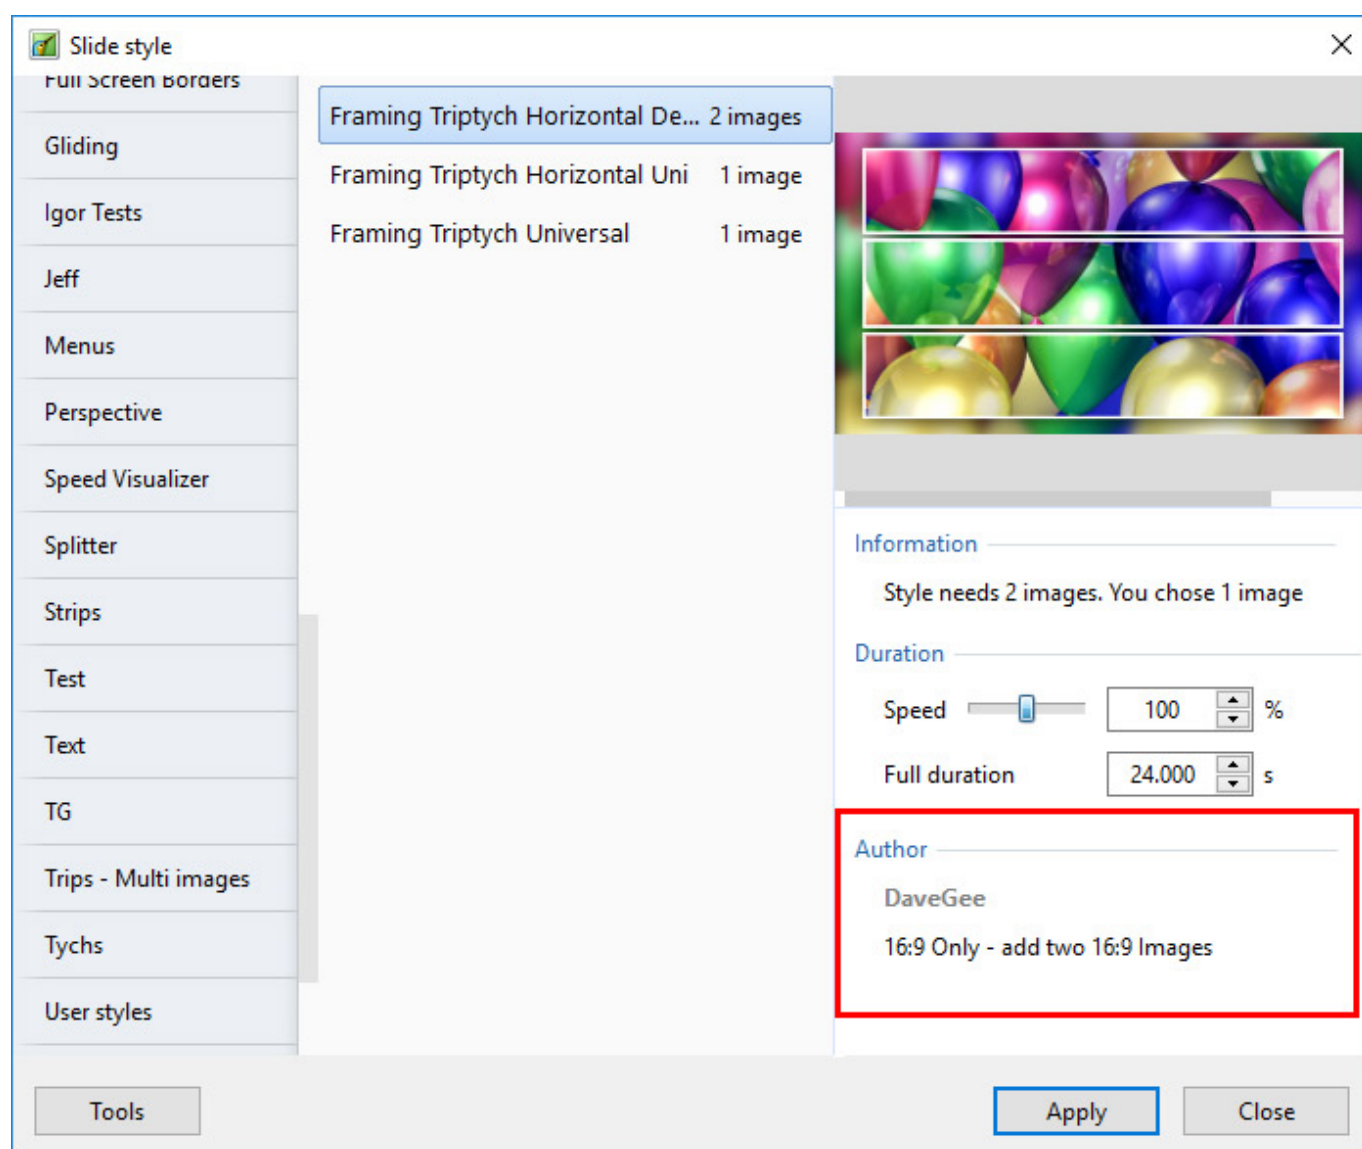 Slide style
Full Screen Borders
Gliding
Igor Tests
Jeff
Menus
Perspective
Speed Visualizer
Splitter
Strips
Test
Text
TG
Trips - Multi images
Tychs
User styles
Framing Triptych Horizontal De... 2 images
Framing Triptych Horizontal Uni 1 image
Framing Triptych Universal 1 image
Information
Style needs 2 images. You chose 1 image
Duration
Speed 100 %
Full duration 24.000 s
Author
DaveGee
16:9 Only - add two 16:9 Images
Tools
Apply
Close